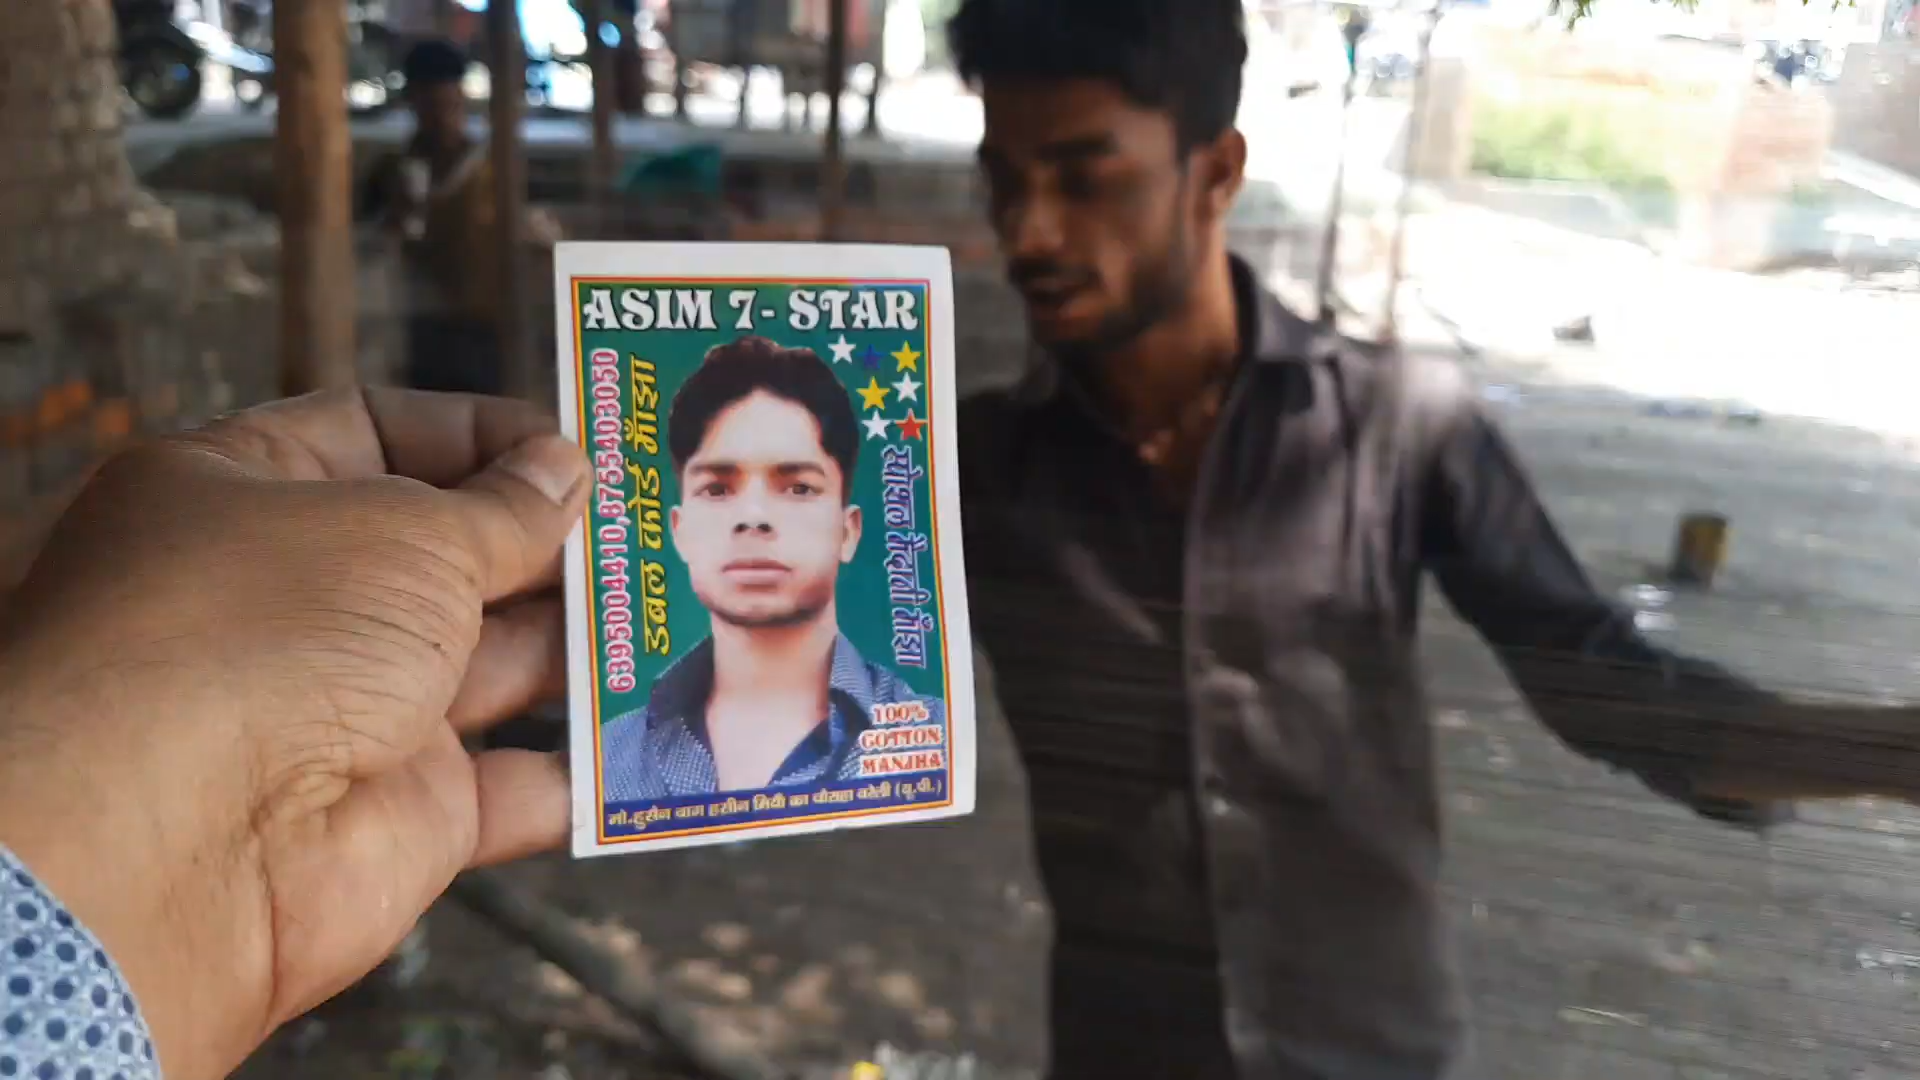 ASIM 7- STAR
6395004410,8755403050
डबल कोर्ड माँझा
सोशल मेदानी मंझा
100%
COTTON
MANJHA
मो.हुसैन बाग हसीन मियाँ का चौराहा बरेली (यू.पी.)